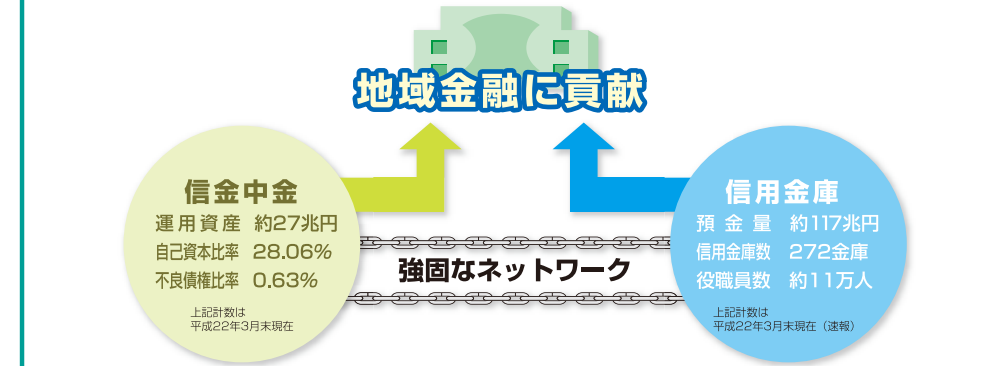 地域金融に貢献
信金中金
運用資産 約27兆円
自己資本比率 28.06%
不良債権比率 0.63%
上記計数は
平成22年3月末現在
強固なネットワーク
信用金庫
預金量 約117兆円
信用金庫数 272金庫
役職員数 約11万人
上記計数は
平成22年3月末現在（速報）